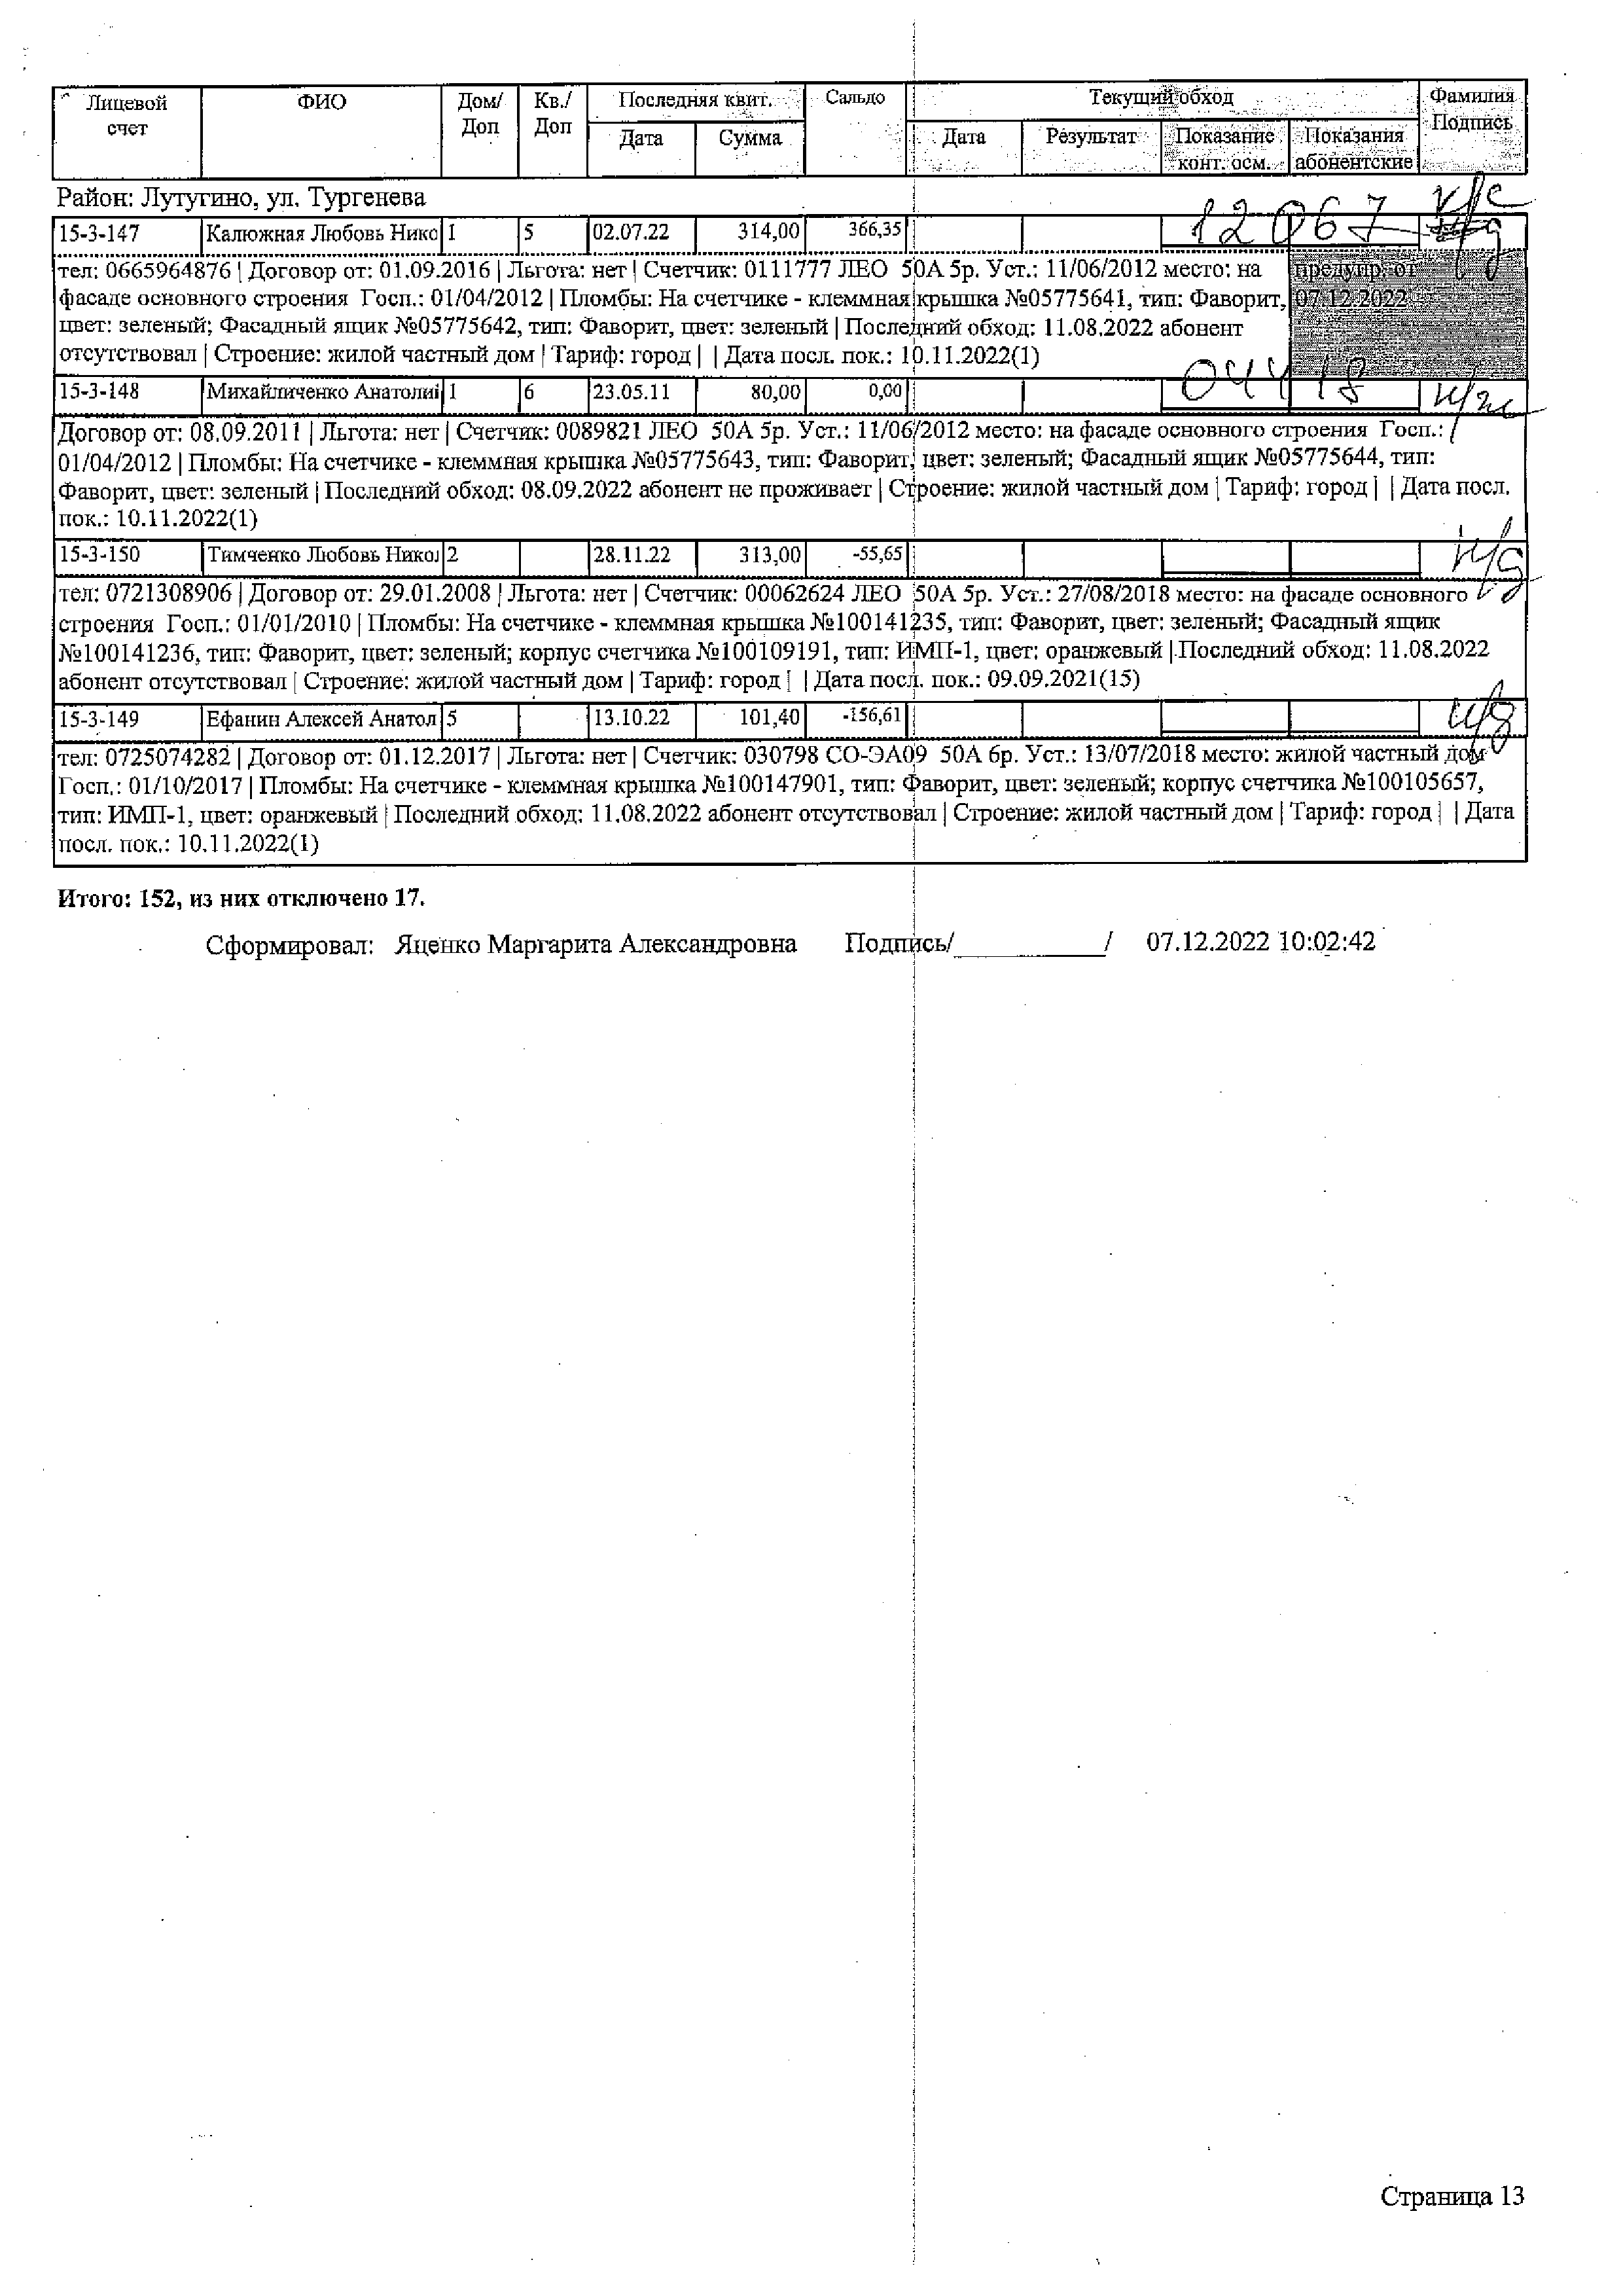 Лицевой счет | ФИО | Дом/ Доп | Кв./ Доп | Последняя квит. | Сальдо | Текущий обход | Фамилия Подпись
Дата | Сумма | Дата | Результат | Показание конт. осм. | Показания абонентские
Район: Лутугино, ул. Тургенева
15-3-147 | Калюжная Любовь Нико | 1 | 5 | 02.07.22 | 314,00 | 366,35 | 12067 | к/с
тел: 0665964876 | Договор от: 01.09.2016 | Льгота: нет | Счетчик: 0111777 ЛЕО 50А 5р. Уст.: 11/06/2012 место: на
фасаде основного строения Госп.: 01/04/2012 | Пломбы: На счетчике - клеммная крышка №05775641, тип: Фаворит,
цвет: зеленый; Фасадный ящик №05775642, тип: Фаворит, цвет: зеленый | Последний обход: 11.08.2022 абонент
отсутствовал | Строение: жилой частный дом | Тариф: город | | Дата посл. пок.: 10.11.2022(1)
предупр. от
07.12.2022
15-3-148 | Михайличенко Анатоли | 1 | 6 | 23.05.11 | 80,00 | 0,00 | 04418 | н/ж
Договор от: 08.09.2011 | Льгота: нет | Счетчик: 0089821 ЛЕО 50А 5р. Уст.: 11/06/2012 место: на фасаде основного строения Госп.:
01/04/2012 | Пломбы: На счетчике - клеммная крышка №05775643, тип: Фаворит, цвет: зеленый; Фасадный ящик №05775644, тип:
Фаворит, цвет: зеленый | Последний обход: 08.09.2022 абонент не проживает | Строение: жилой частный дом | Тариф: город | | Дата посл.
пок.: 10.11.2022(1)
15-3-150 | Тимченко Любовь Нико | 2 | 28.11.22 | 313,00 | -55,65 | н/д
тел: 0721308906 | Договор от: 29.01.2008 | Льгота: нет | Счетчик: 00062624 ЛЕО 50А 5р. Уст.: 27/08/2018 место: на фасаде основного
строения Госп.: 01/01/2010 | Пломбы: На счетчике - клеммная крышка №100141235, тип: Фаворит, цвет: зеленый; Фасадный ящик
№100141236, тип: Фаворит, цвет: зеленый; корпус счетчика №100109191, тип: ИМП-1, цвет: оранжевый | Последний обход: 11.08.2022
абонент отсутствовал | Строение: жилой частный дом | Тариф: город | | Дата посл. пок.: 09.09.2021(15)
15-3-149 | Ефанин Алексей Анатол | 5 | 13.10.22 | 101,40 | -156,61 | н/д
тел: 0725074282 | Договор от: 01.12.2017 | Льгота: нет | Счетчик: 030798 СО-ЭА09 50А 6р. Уст.: 13/07/2018 место: жилой частный дом
Госп.: 01/10/2017 | Пломбы: На счетчике - клеммная крышка №100147901, тип: Фаворит, цвет: зеленый; корпус счетчика №100105657,
тип: ИМП-1, цвет: оранжевый | Последний обход: 11.08.2022 абонент отсутствовал | Строение: жилой частный дом | Тариф: город | | Дата
посл. пок.: 10.11.2022(1)
Итого: 152, из них отключено 17.
Сформировал: Яценко Маргарита Александровна Подпись/____________/ 07.12.2022 10:02:42
Страница 13